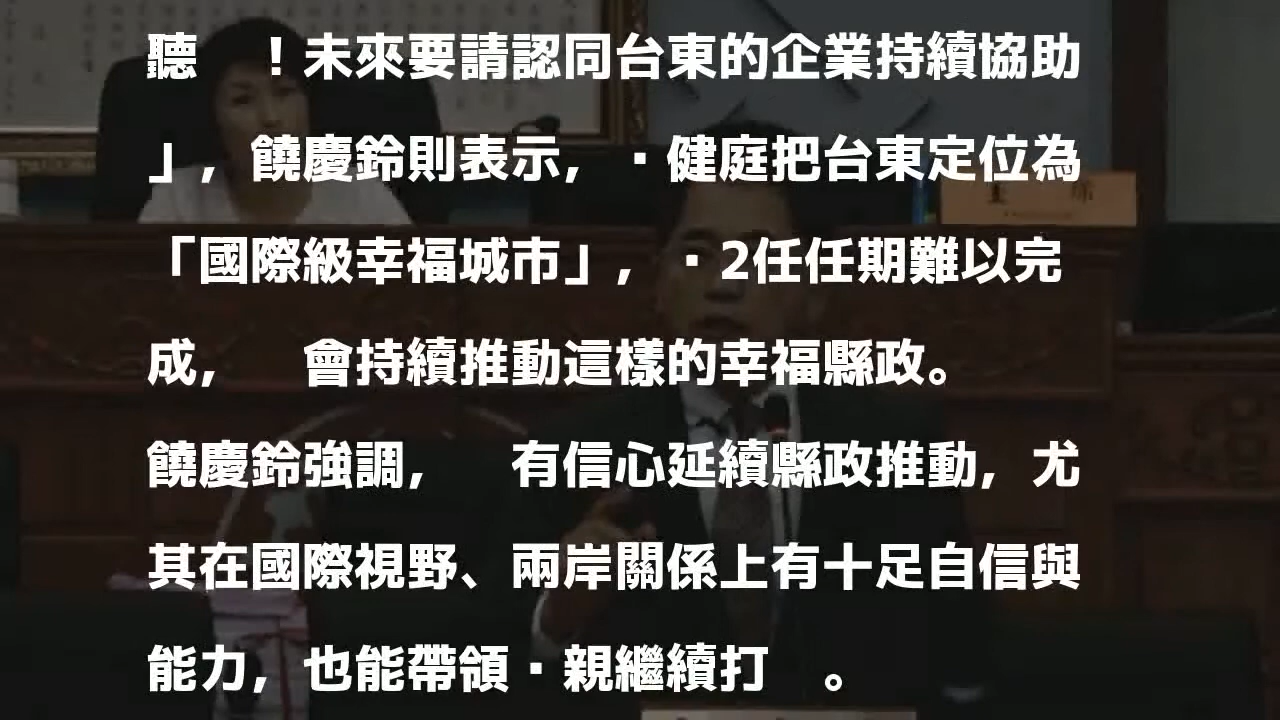 聽　！未來要請認同台東的企業持續協助
」，饒慶鈴則表示，·健庭把台東定位為
「國際級幸福城市」，·2任任期難以完
成，　會持續推動這樣的幸福縣政。
饒慶鈴強調，　有信心延續縣政推動，尤
其在國際視野、兩岸關係上有十足自信與
能力，也能帶領·親繼續打　。
主 席